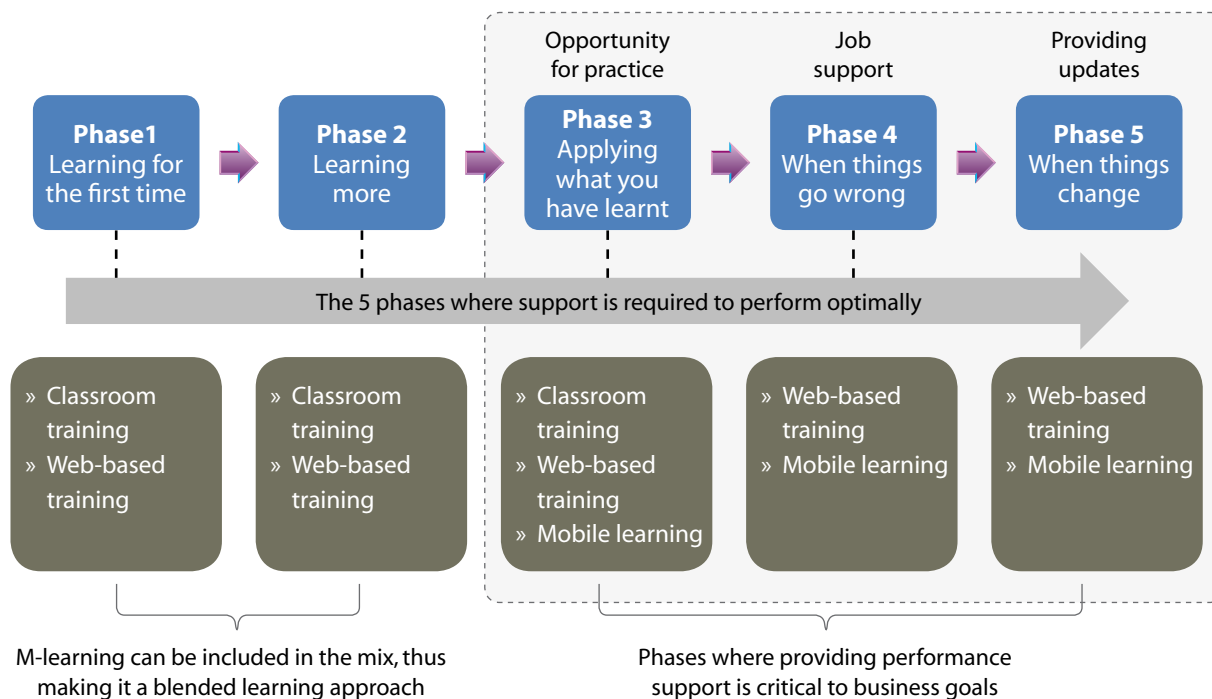 Opportunity
for practice
Job
support
Providing
updates
Phase1
Learning for
the first time
Phase 2
Learning
more
Phase 3
Applying
what you
have learnt
Phase 4
When things
go wrong
Phase 5
When things
change
The 5 phases where support is required to perform optimally
» Classroom
training
» Web-based
training
» Classroom
training
» Web-based
training
» Classroom
training
» Web-based
training
» Mobile learning
» Web-based
training
» Mobile learning
» Web-based
training
» Mobile learning
M-learning can be included in the mix, thus
making it a blended learning approach
Phases where providing performance
support is critical to business goals